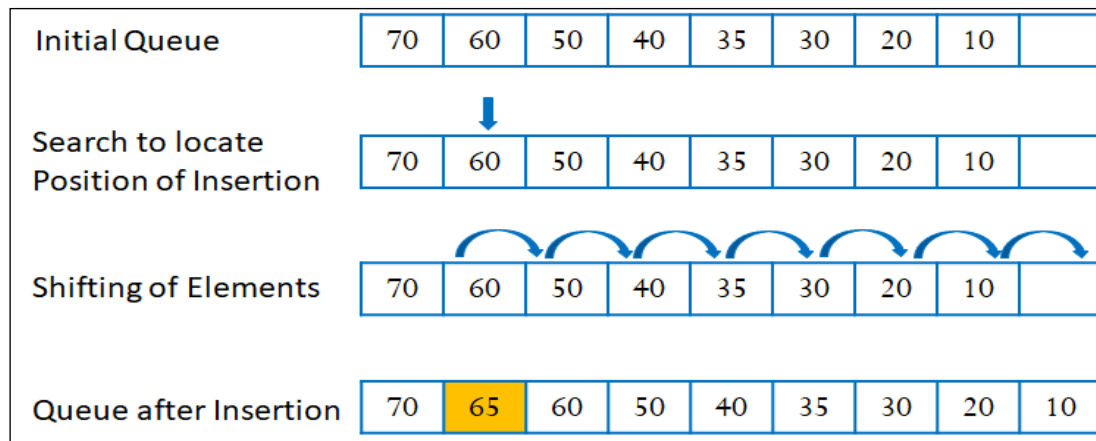 Initial Queue 70 60 50 40 35 30 20 10
Search to locate
Position of Insertion 70 60 50 40 35 30 20 10
Shifting of Elements 70 60 50 40 35 30 20 10
Queue after Insertion 70 65 60 50 40 35 30 20 10